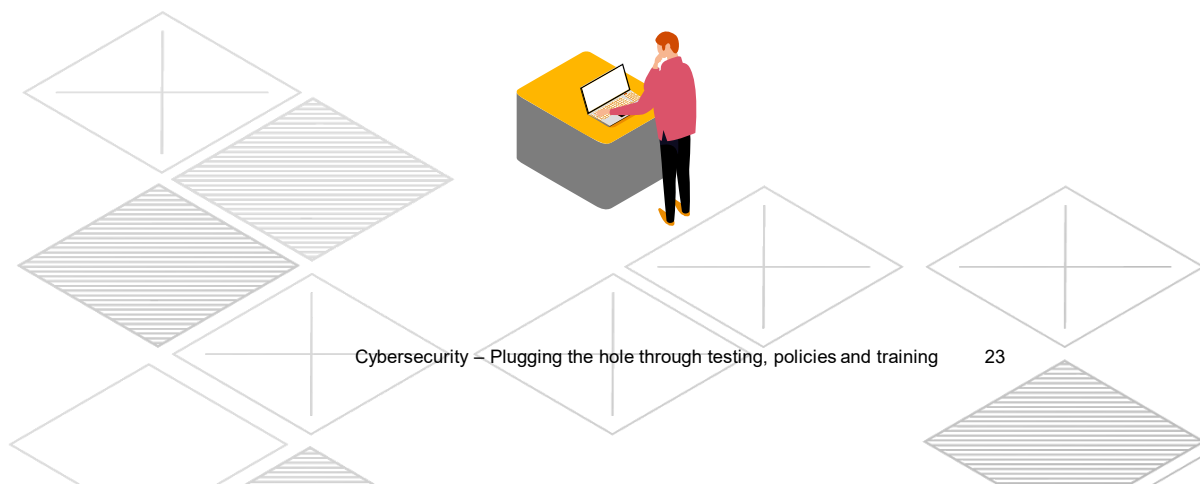 Cybersecurity – Plugging the hole through testing, policies and training 23